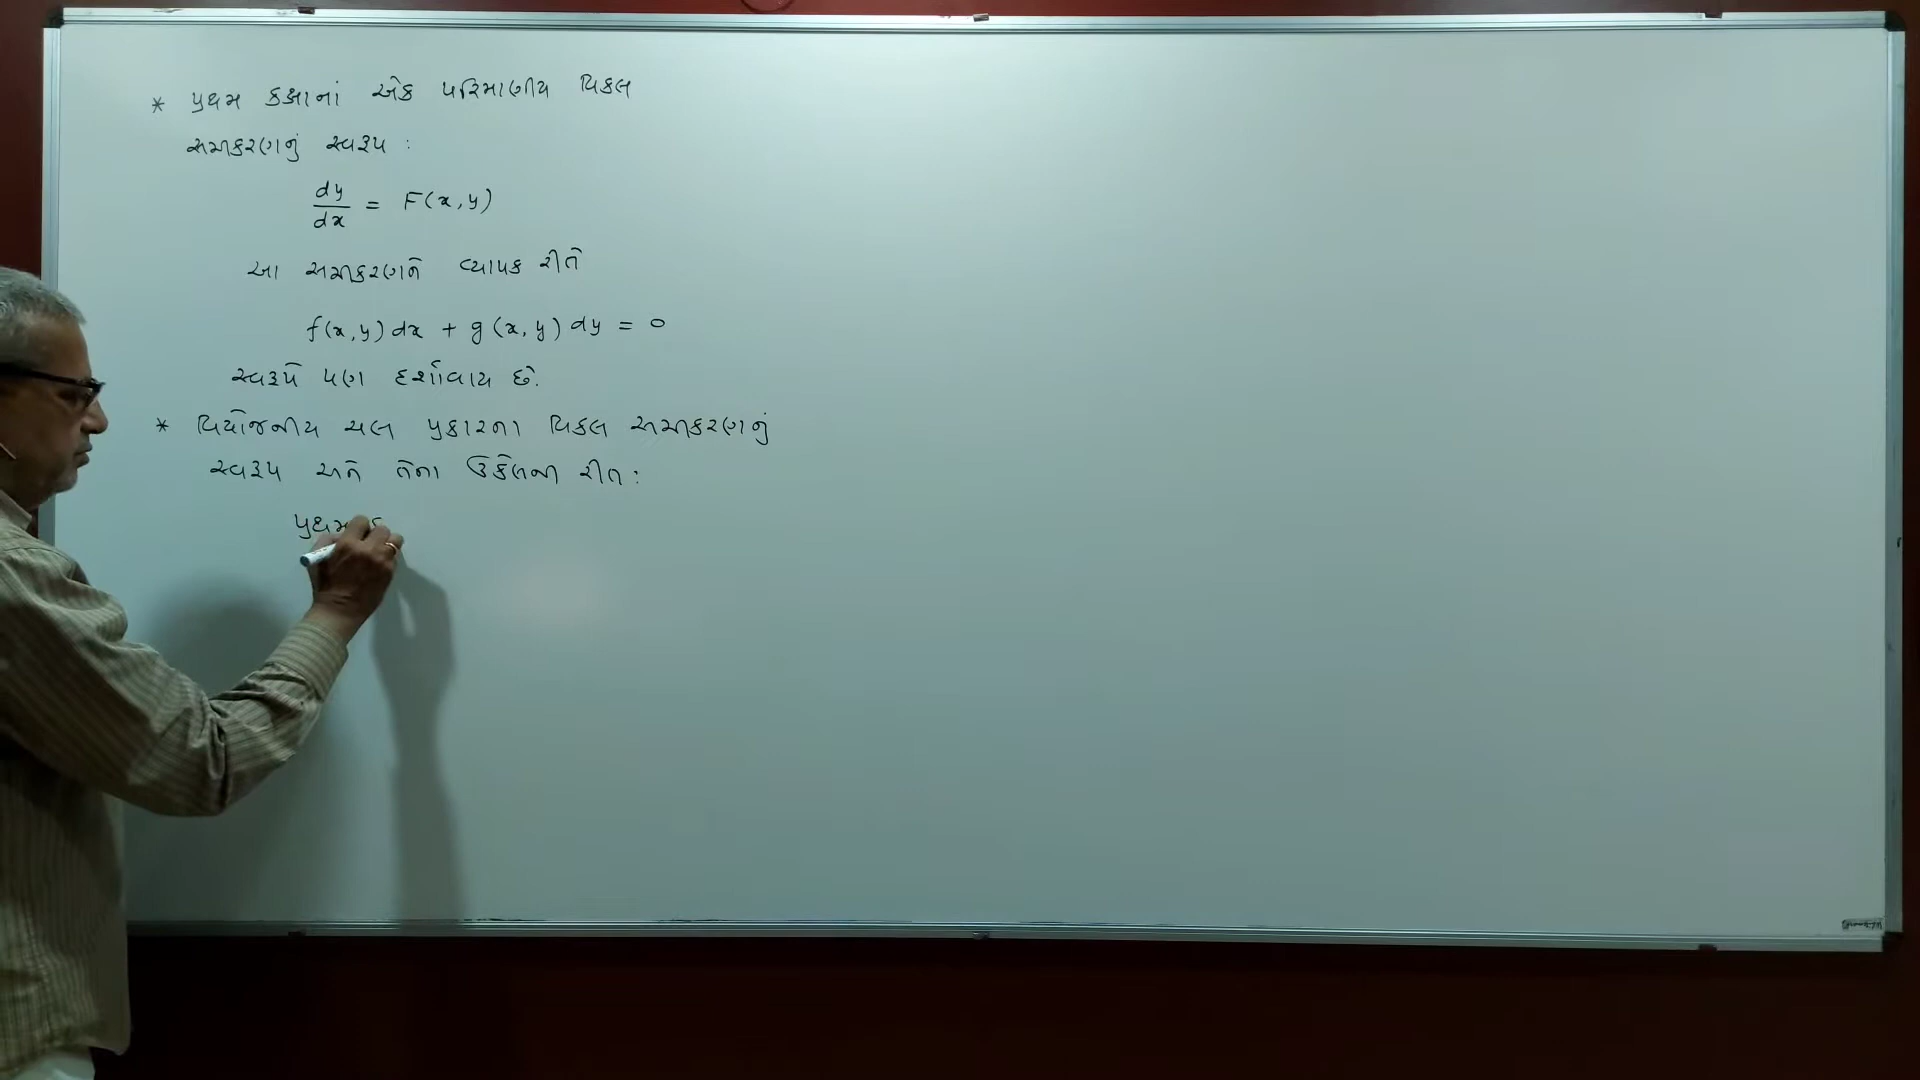 * પ્રથમ કક્ષાનાં એક પરિમાણીય વિકલ
સમીકરણનું સ્વરૂપ :
dy/dx = F(x, y)
આ સમીકરણને વ્યાપક રીતે
f(x, y) dx + g(x, y) dy = 0
સ્વરૂપે પણ દર્શાવાય છે.
* વિયોજનીય ચલ પ્રકારના વિકલ સમીકરણનું
સ્વરૂપ અને તેના ઉકેલની રીત :
પ્રથમ